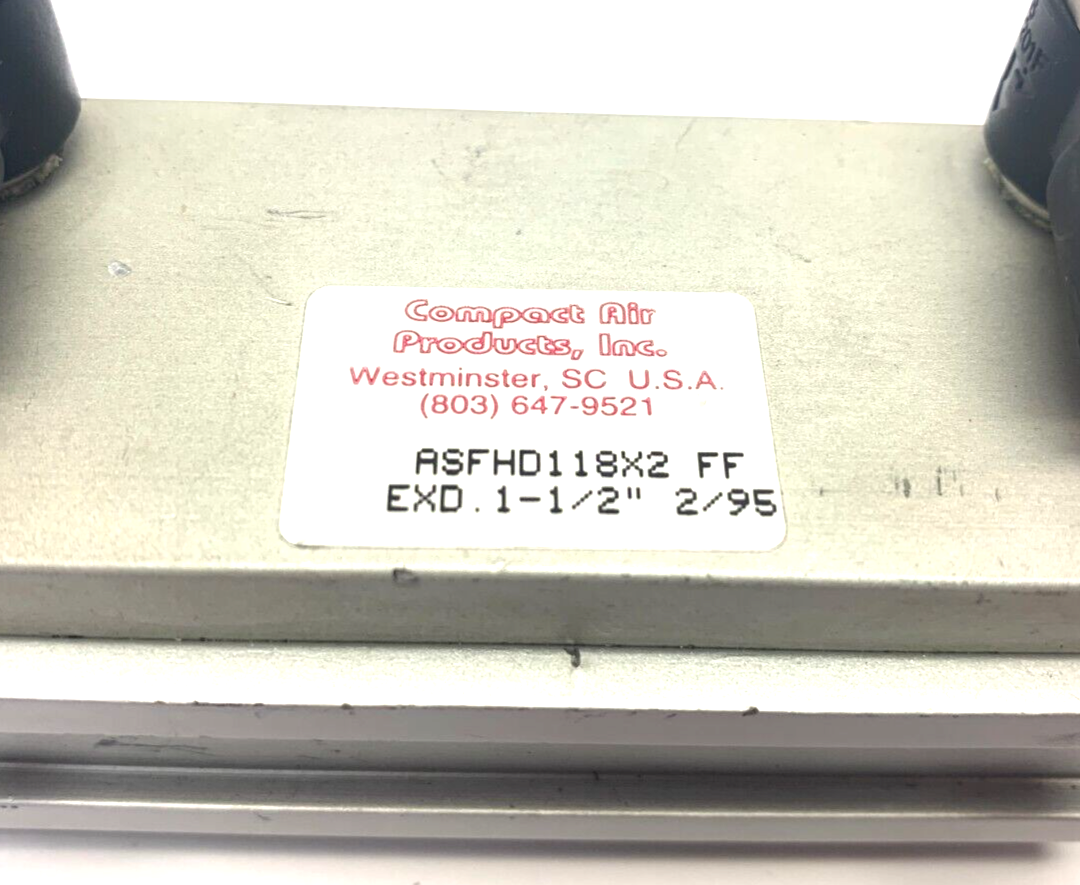 Compact Air
Products, Inc.
Westminster, SC U.S.A.
(803) 647-9521
ASFHD118X2 FF
EXD. 1-1/2" 2/95